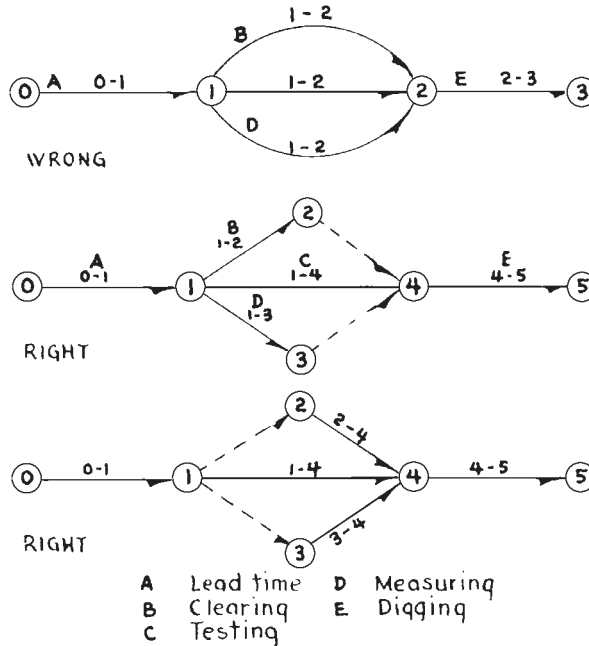 B 1-2
0 A 0-1 1 1-2 2 E 2-3 3
D 1-2
WRONG
2
B
1-2
A C E
0 0-1 1 1-4 4 4-5 5
D
1-3
3
RIGHT
2
2-4
0 0-1 1 1-4 4 4-5 5
3-4
3
RIGHT
A Lead time D Measuring
B Clearing E Digging
C Testing